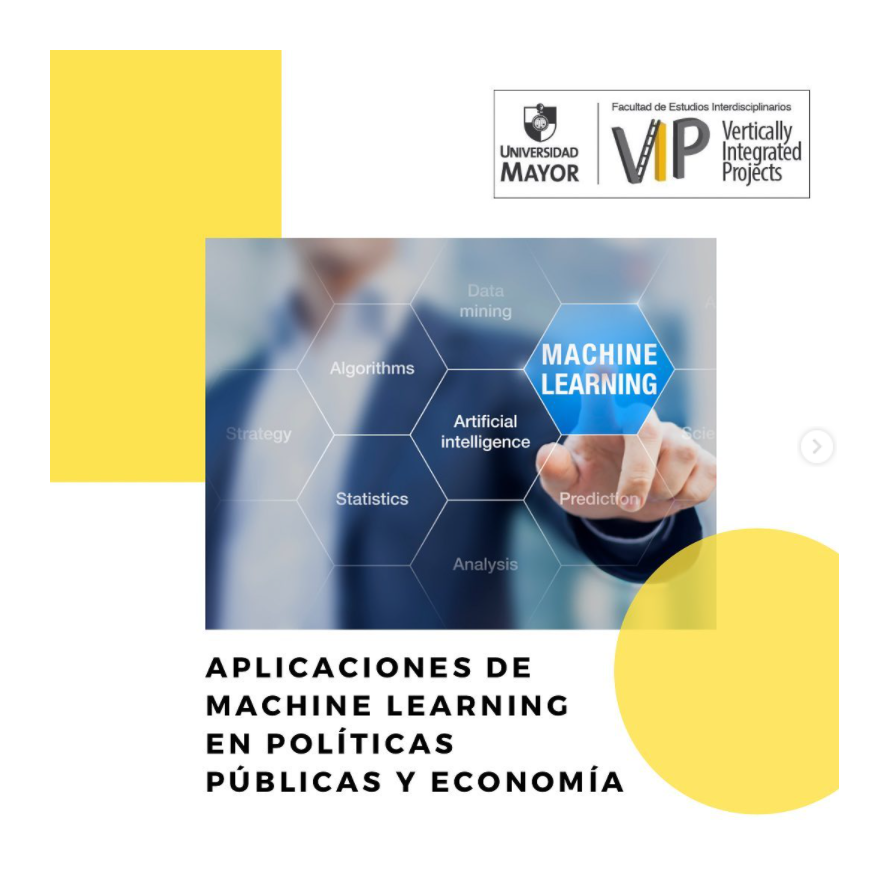 Facultad de Estudios Interdisciplinarios
UNIVERSIDAD
MAYOR
VIP
Vertically
Integrated
Projects
Data
mining
MACHINE
LEARNING
Algorithms
Artificial
intelligence
Strategy
Scie
Statistics
Prediction
Analysis
APLICACIONES DE
MACHINE LEARNING
EN POLÍTICAS
PÚBLICAS Y ECONOMÍA